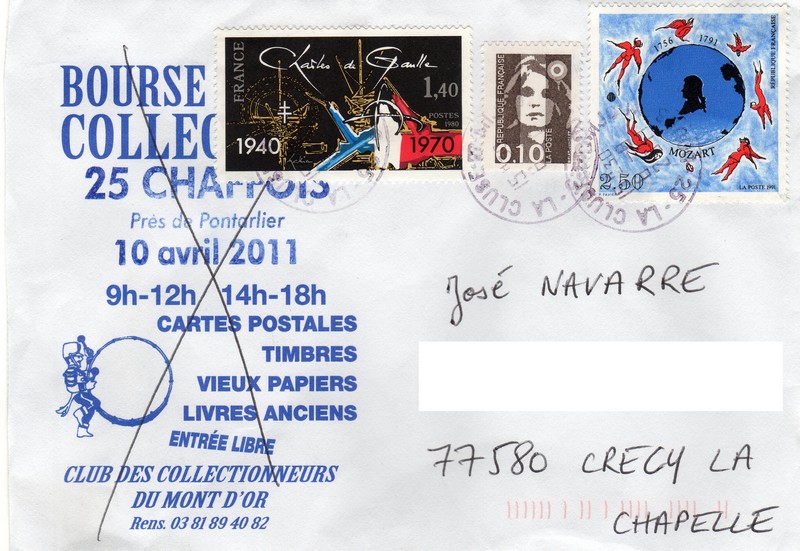 BOURSE
COLLEC
25 CHAFFOIS
Près de Pontarlier
10 avril 2011
9h-12h 14h-18h
CARTES POSTALES
TIMBRES
VIEUX PAPIERS
LIVRES ANCIENS
ENTRÉE LIBRE
CLUB DES COLLECTIONNEURS
DU MONT D'OR
Rens. 03 81 89 40 82
FRANCE
Charles de Gaulle
1,40
POSTES
1980
1940
1970
RÉPUBLIQUE FRANÇAISE
0,10
LA POSTE
1756 1791
RÉPUBLIQUE FRANÇAISE
MOZART
2,50
LA POSTE 1991
25 - LA CLUSE
José NAVARRE
77580 CRECY LA
CHAPELLE